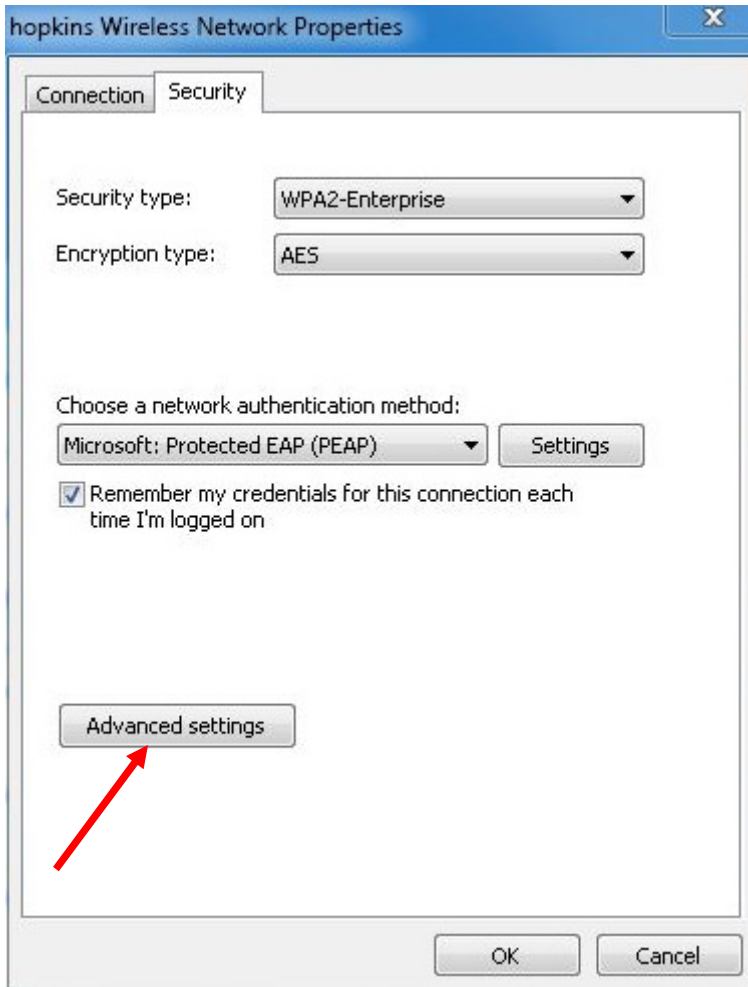 hopkins Wireless Network Properties
Connection
Security
Security type:
WPA2-Enterprise
Encryption type:
AES
Choose a network authentication method:
Microsoft: Protected EAP (PEAP)
Settings
Remember my credentials for this connection each
time I'm logged on
Advanced settings
OK
Cancel